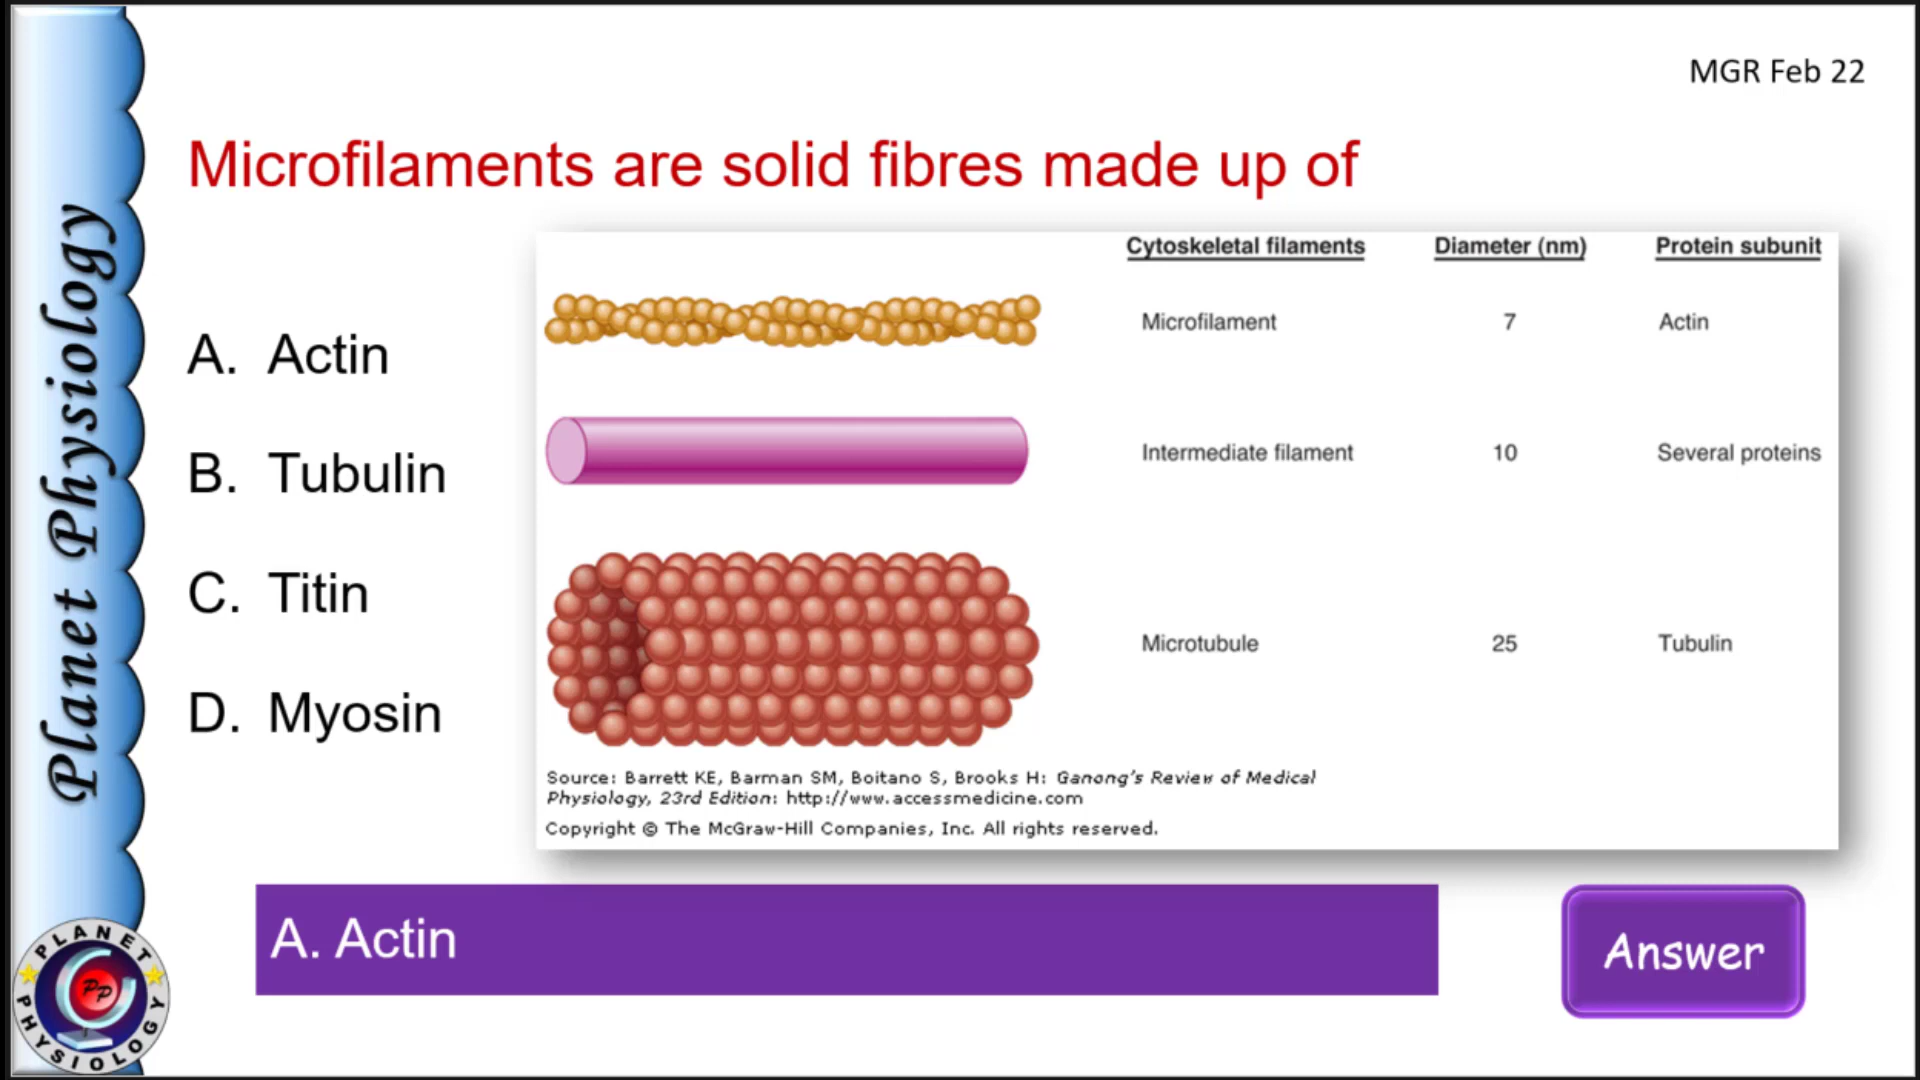 MGR Feb 22
Microfilaments are solid fibres made up of
A. Actin
B. Tubulin
C. Titin
D. Myosin
Cytoskeletal filaments Diameter (nm) Protein subunit
Microfilament 7 Actin
Intermediate filament 10 Several proteins
Microtubule 25 Tubulin
Source: Barrett KE, Barman SM, Boitano S, Brooks H: Ganong's Review of Medical
Physiology, 23rd Edition: http://www.accessmedicine.com
Copyright © The McGraw-Hill Companies, Inc. All rights reserved.
A. Actin
Answer
Planet Physiology
PLANET
PP
PHYSIOLOGY